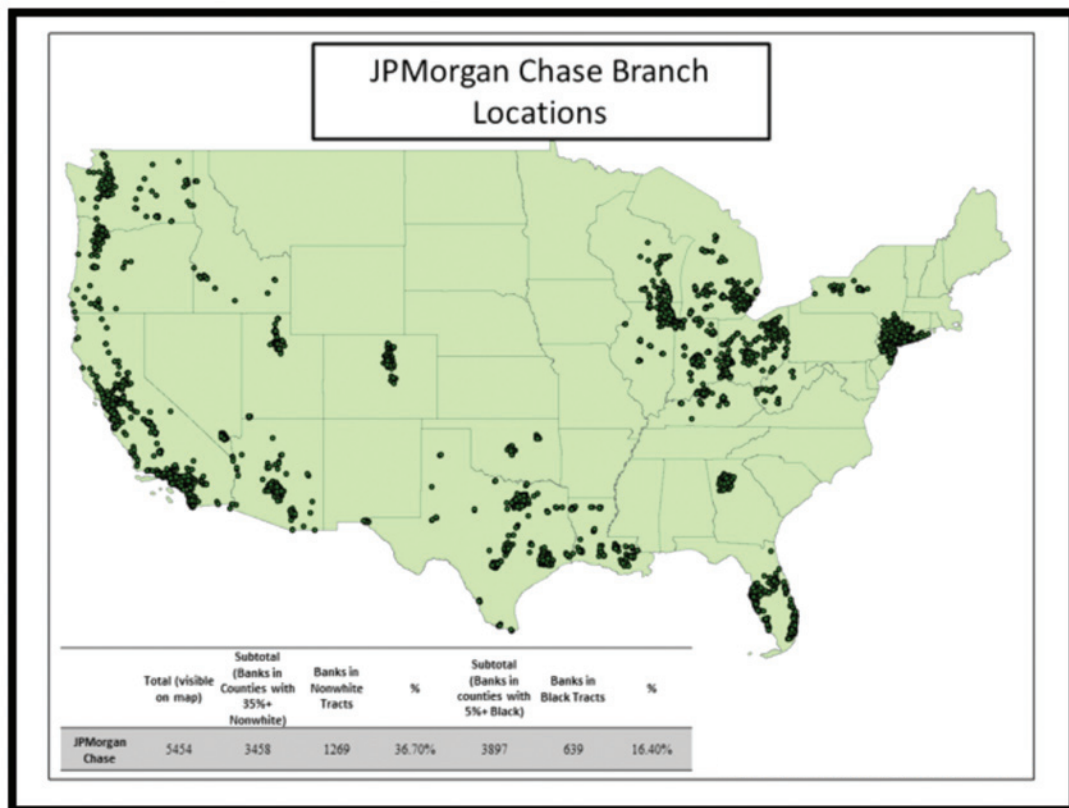 JPMorgan Chase Branch
Locations
Total (visible
on map)
Subtotal
(Banks in
Counties with
35%+
Nonwhite)
Banks in
Nonwhite
Tracts
%
Subtotal
(Banks in
counties with
5%+ Black)
Banks in
Black Tracts
%
JPMorgan
Chase
5454
3458
1269
36.70%
3897
639
16.40%